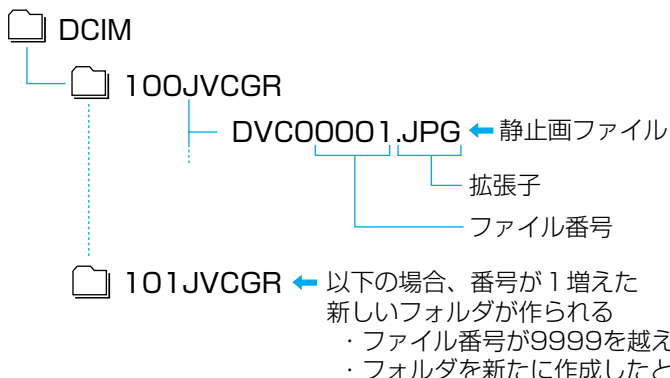 DCIM
100JVCGR
DVC00001.JPG 静止画ファイル
拡張子
ファイル番号
101JVCGR 以下の場合、番号が1増えた
新しいフォルダが作られる
・ファイル番号が9999を越え
・フォルダを新たに作成したと